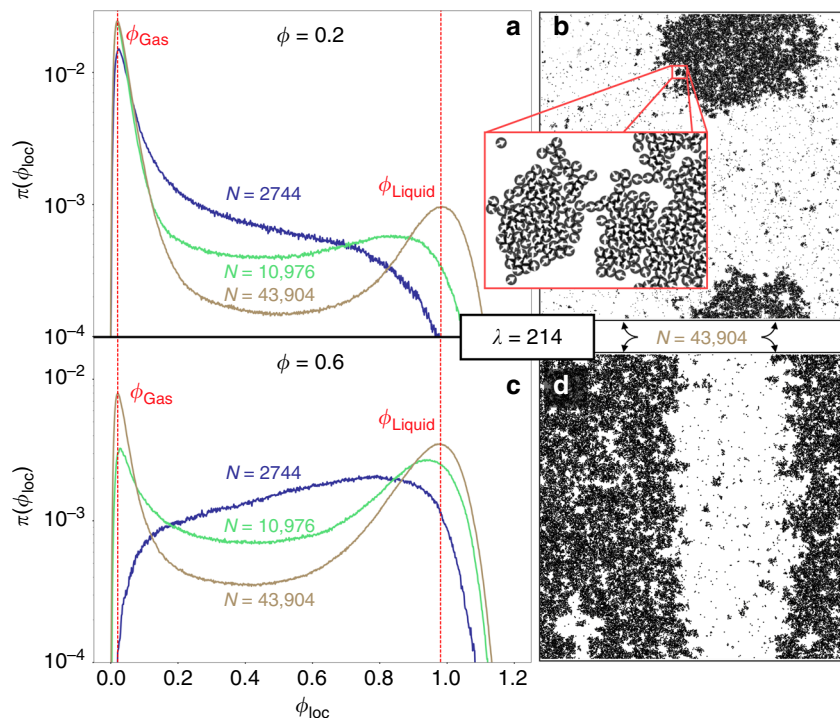 a
ϕ = 0.2
ϕGas
ϕLiquid
π(ϕloc)
10−2
10−3
10−4
N = 2744
N = 10,976
N = 43,904
b
λ = 214
N = 43,904
c
ϕ = 0.6
ϕGas
ϕLiquid
π(ϕloc)
10−2
10−3
10−4
N = 2744
N = 10,976
N = 43,904
0.0 0.2 0.4 0.6 0.8 1.0 1.2
ϕloc
d